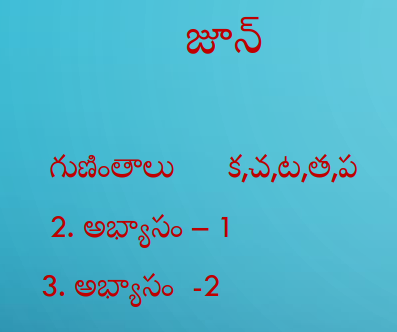 జూన్
గుణింతాలు క,చ,ట,త,ప
2. అభ్యాసం – 1
3. అభ్యాసం -2